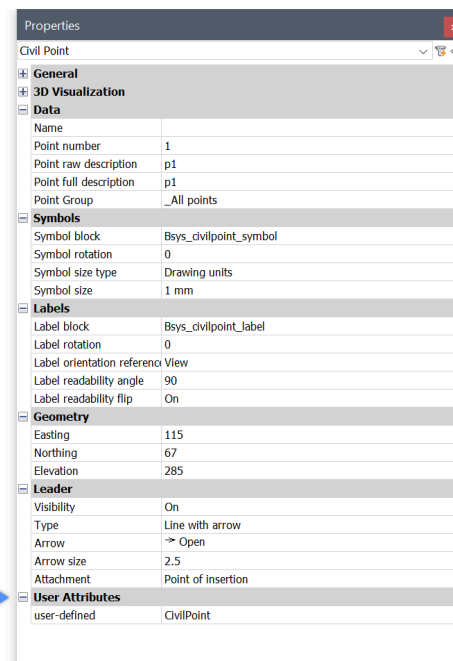 Properties
Civil Point
General
3D Visualization
Data
Name
Point number 1
Point raw description p1
Point full description p1
Point Group _All points
Symbols
Symbol block Bsys_civilpoint_symbol
Symbol rotation 0
Symbol size type Drawing units
Symbol size 1 mm
Labels
Label block Bsys_civilpoint_label
Label rotation 0
Label orientation reference View
Label readability angle 90
Label readability flip On
Geometry
Easting 115
Northing 67
Elevation 285
Leader
Visibility On
Type Line with arrow
Arrow Open
Arrow size 2.5
Attachment Point of insertion
User Attributes
user-defined CivilPoint